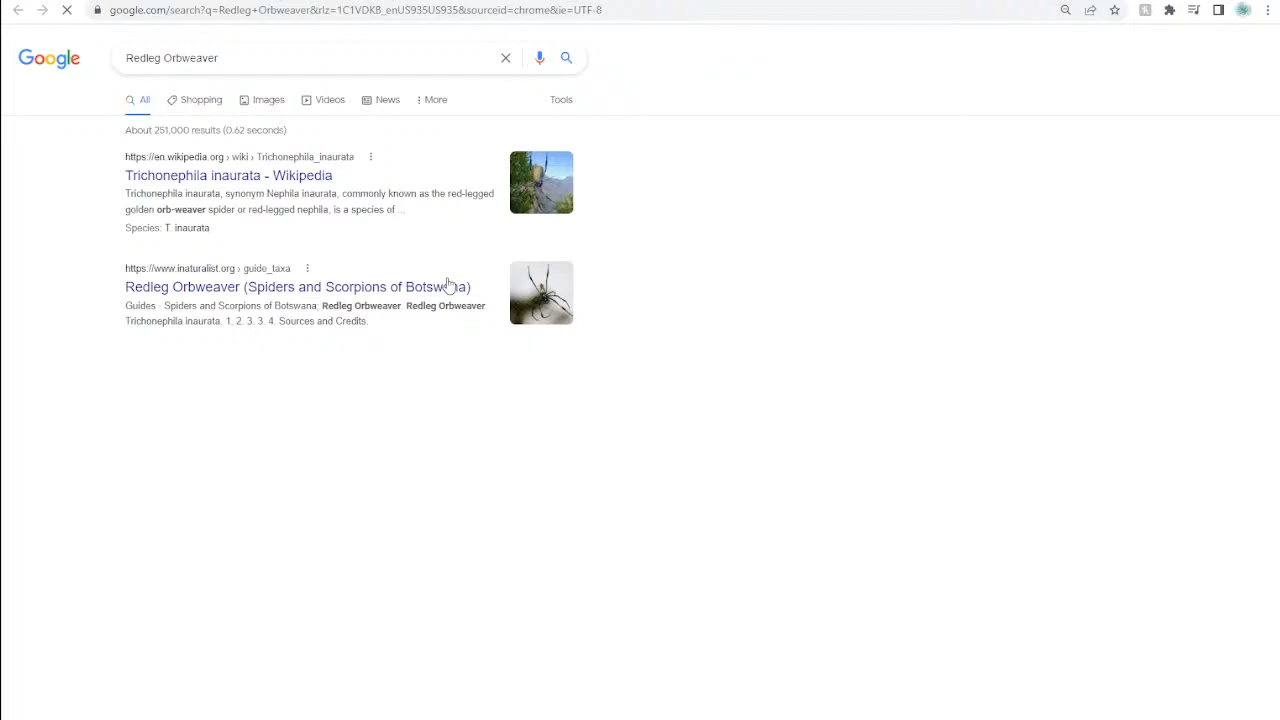 google.com/search?q=Redleg+Orbweaver&rlz=1C1VDKB_enUS935US935&sourceid=chrome&ie=UTF-8
Google
Redleg Orbweaver
All Shopping Images Videos News More Tools
About 251,000 results (0.62 seconds)
https://en.wikipedia.org › wiki › Trichonephila_inaurata
Trichonephila inaurata - Wikipedia
Trichonephila inaurata, synonym Nephila inaurata, commonly known as the red-legged
golden orb-weaver spider or red-legged nephila, is a species of ...
Species: T. inaurata
https://www.inaturalist.org › guide_taxa
Redleg Orbweaver (Spiders and Scorpions of Botswana)
Guides · Spiders and Scorpions of Botswana; Redleg Orbweaver. Redleg Orbweaver.
Trichonephila inaurata. 1. 2. 3. 3. 4. Sources and Credits.